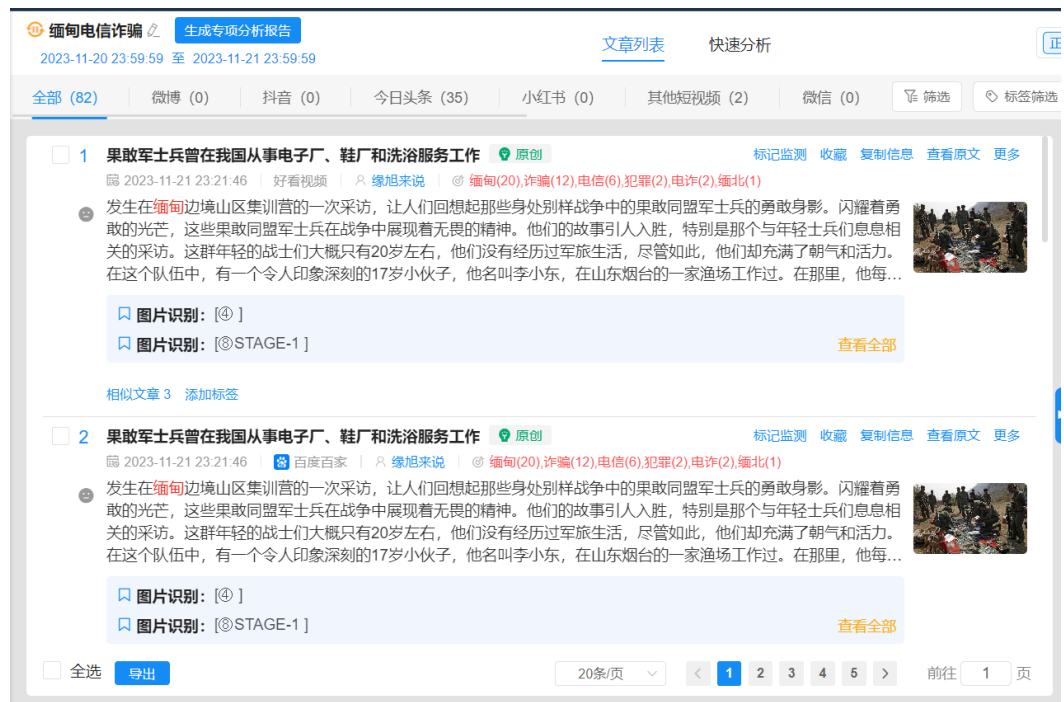 缅甸电信诈骗 生成专项分析报告
2023-11-20 23:59:59 至 2023-11-21 23:59:59
文章列表 快速分析
全部 (82) 微博 (0) 抖音 (0) 今日头条 (35) 小红书 (0) 其他短视频 (2) 微信 (0) 筛选 标签筛选
1 果敢军士兵曾在我国从事电子厂、鞋厂和洗浴服务工作 原创 标记监测 收藏 复制信息 查看原文 更多
2023-11-21 23:21:46 好看视频 缘旭来说 缅甸(20),诈骗(12),电信(6),犯罪(2),电诈(2),缅北(1)
发生在缅甸边境山区集训营的一次采访，让人们回想起那些身处别样战争中的果敢同盟军士兵的勇敢身影。闪耀着勇
敢的光芒，这些果敢同盟军士兵在战争中展现着无畏的精神。他们的故事引人入胜，特别是那个与年轻士兵们息息相
关的采访。这群年轻的战士们大概只有20岁左右，他们没有经历过军旅生活，尽管如此，他们却充满了朝气和活力。
在这个队伍中，有一个令人印象深刻的17岁小伙子，他名叫李小东，在山东烟台的一家渔场工作过。在那里，他每...
图片识别：[④ ]
图片识别：[⑧STAGE-1 ] 查看全部
相似文章 3 添加标签
2 果敢军士兵曾在我国从事电子厂、鞋厂和洗浴服务工作 原创 标记监测 收藏 复制信息 查看原文 更多
2023-11-21 23:21:46 百度百家 缘旭来说 缅甸(20),诈骗(12),电信(6),犯罪(2),电诈(2),缅北(1)
发生在缅甸边境山区集训营的一次采访，让人们回想起那些身处别样战争中的果敢同盟军士兵的勇敢身影。闪耀着勇
敢的光芒，这些果敢同盟军士兵在战争中展现着无畏的精神。他们的故事引人入胜，特别是那个与年轻士兵们息息相
关的采访。这群年轻的战士们大概只有20岁左右，他们没有经历过军旅生活，尽管如此，他们却充满了朝气和活力。
在这个队伍中，有一个令人印象深刻的17岁小伙子，他名叫李小东，在山东烟台的一家渔场工作过。在那里，他每...
图片识别：[④ ]
图片识别：[⑧STAGE-1 ] 查看全部
全选 导出 20条/页 1 2 3 4 5 前往 1 页